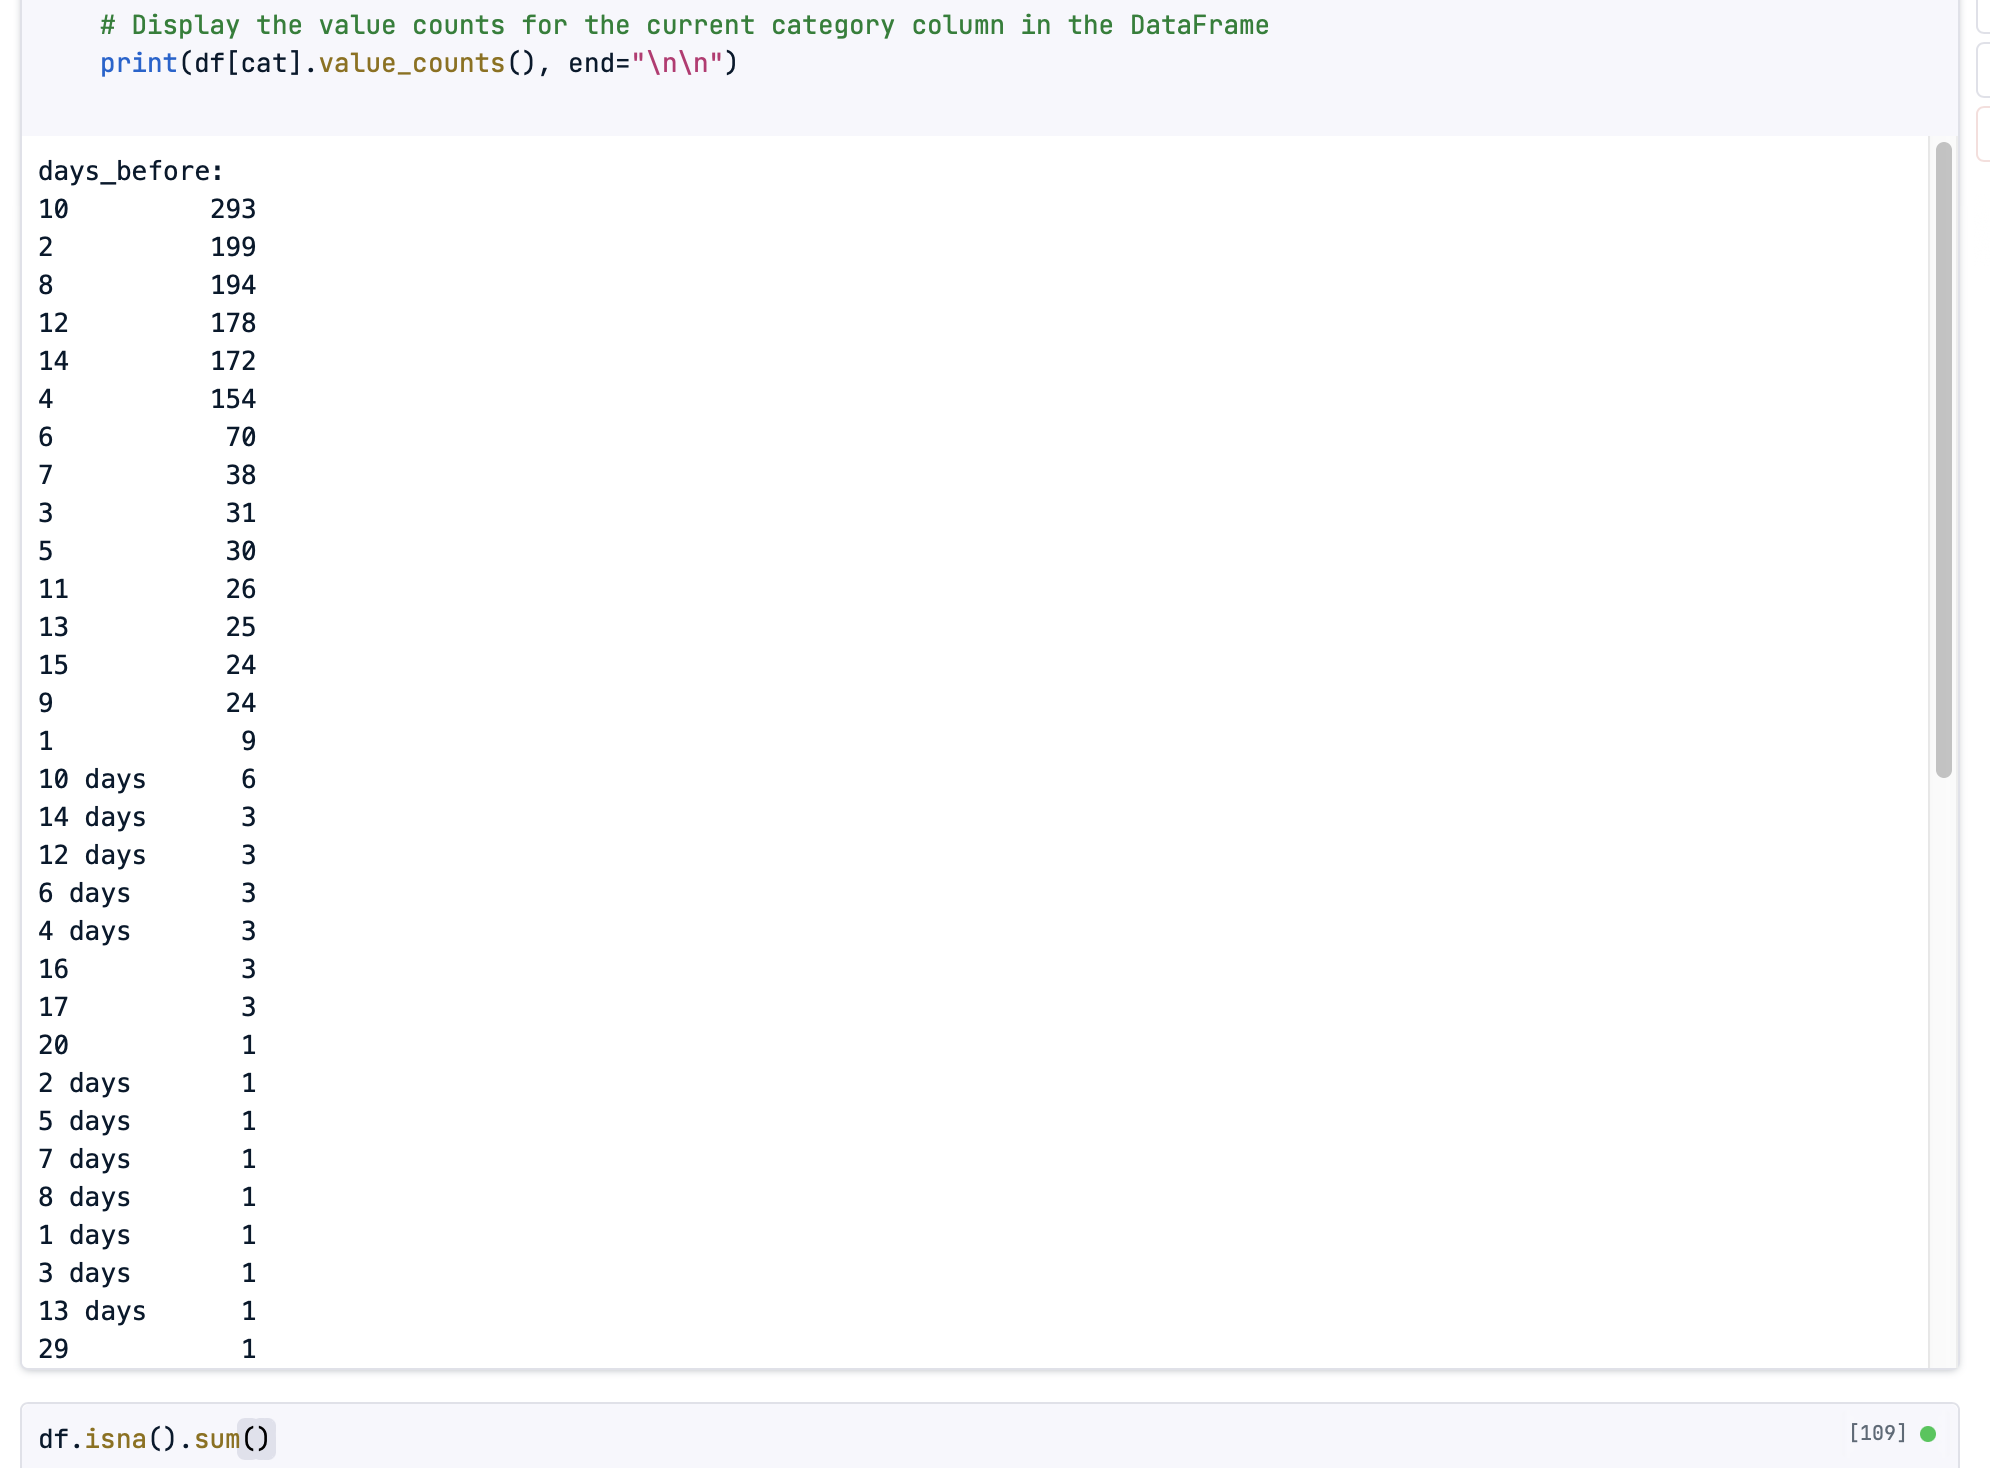 # Display the value counts for the current category column in the DataFrame
print(df[cat].value_counts(), end="\n\n")
days_before:
10 293
2 199
8 194
12 178
14 172
4 154
6 70
7 38
3 31
5 30
11 26
13 25
15 24
9 24
1 9
10 days 6
14 days 3
12 days 3
6 days 3
4 days 3
16 3
17 3
20 1
2 days 1
5 days 1
7 days 1
8 days 1
1 days 1
3 days 1
13 days 1
29 1
df.isna().sum() [109]